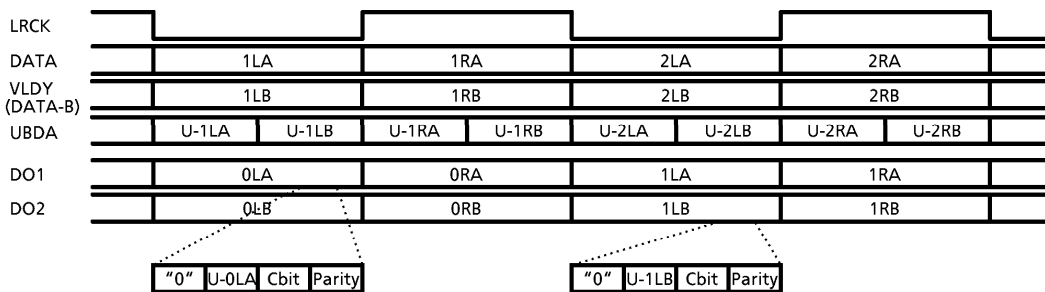 LRCK
DATA 1LA 1RA 2LA 2RA
VLDY 1LB 1RB 2LB 2RB
(DATA-B)
UBDA U-1LA U-1LB U-1RA U-1RB U-2LA U-2LB U-2RA U-2RB
DO1 0LA 0RA 1LA 1RA
DO2 0LB 0RB 1LB 1RB
"0" U-0LA Cbit Parity "0" U-1LB Cbit Parity